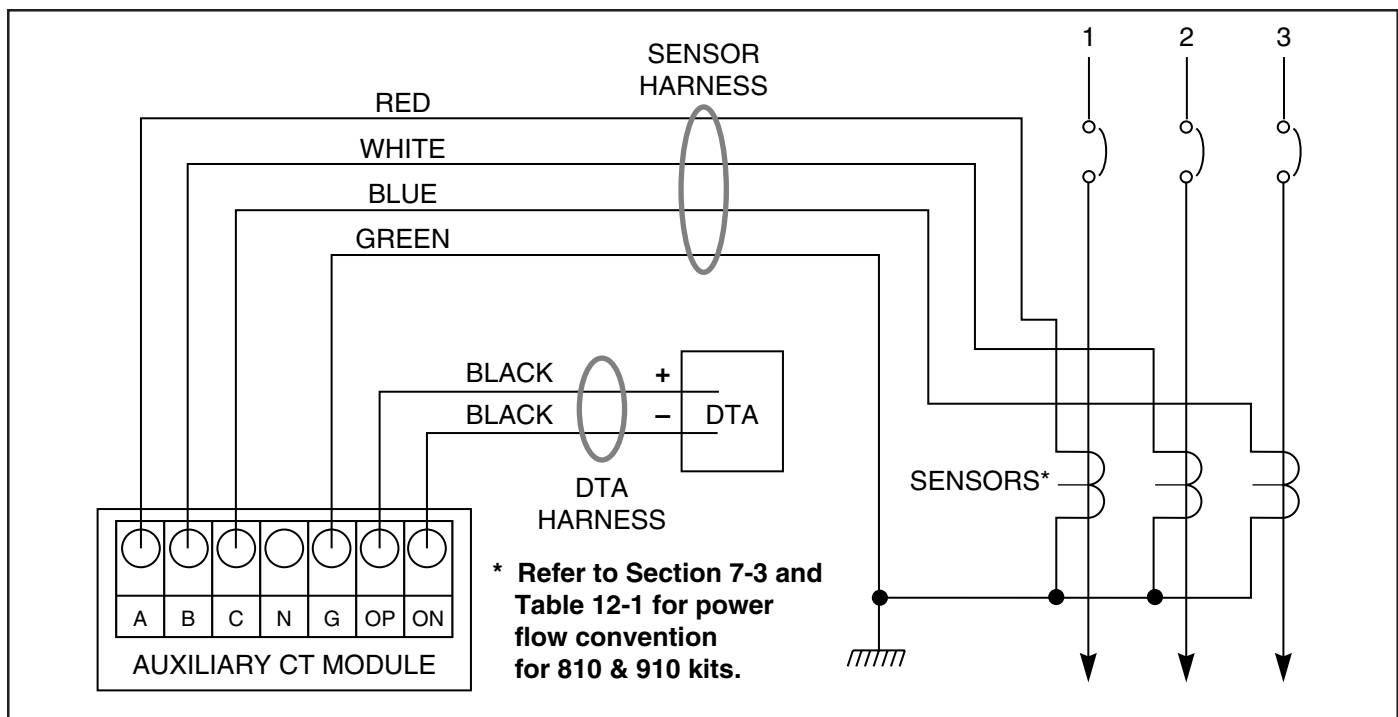 1 2 3
SENSOR
HARNESS
RED
WHITE
BLUE
GREEN
BLACK +
BLACK – DTA
SENSORS*
DTA
HARNESS
* Refer to Section 7-3 and
Table 12-1 for power
flow convention
for 810 & 910 kits.
A B C N G OP ON
AUXILIARY CT MODULE